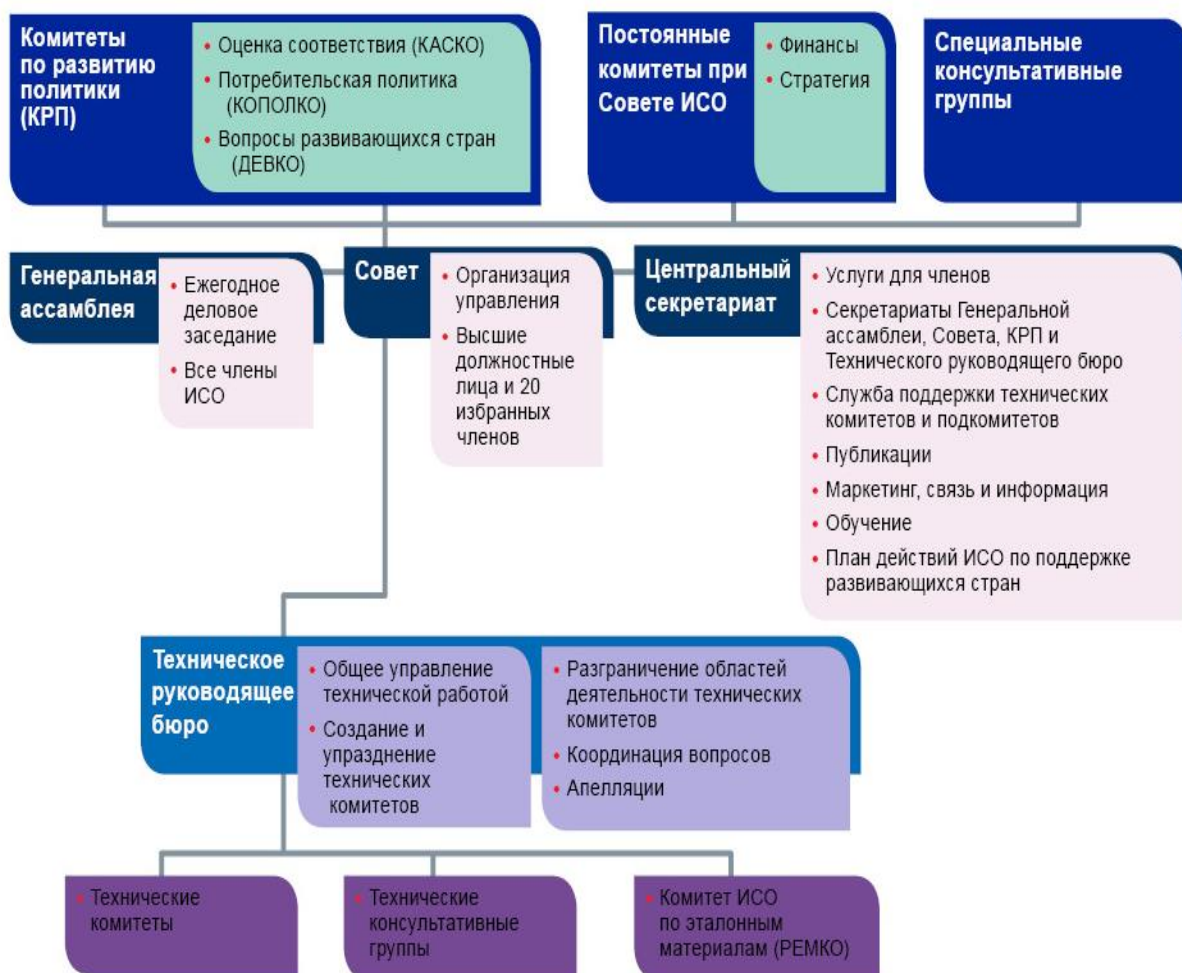 Комитеты
по развитию
политики
(КРП)
• Оценка соответствия (КАСКО)
• Потребительская политика
(КОПОЛКО)
• Вопросы развивающихся стран
(ДЕВКО)
Постоянные
комитеты при
Совете ИСО
• Финансы
• Стратегия
Специальные
консультативные
группы
Генеральная
ассамблея
• Ежегодное
деловое
заседание
• Все члены
ИСО
Совет
• Организация
управления
• Высшие
должностные
лица и 20
избранных
членов
Центральный
секретариат
• Услуги для членов
• Секретариаты Генеральной
ассамблеи, Совета, КРП и
Технического руководящего бюро
• Служба поддержки технических
комитетов и подкомитетов
• Публикации
• Маркетинг, связь и информация
• Обучение
• План действий ИСО по поддержке
развивающихся стран
Техническое
руководящее
бюро
• Общее управление
технической работой
• Создание и
упразднение
технических
комитетов
• Разграничение областей
деятельности технических
комитетов
• Координация вопросов
• Апелляции
• Технические
комитеты
• Технические
консультативные
группы
• Комитет ИСО
по эталонным
материалам (РЕМКО)